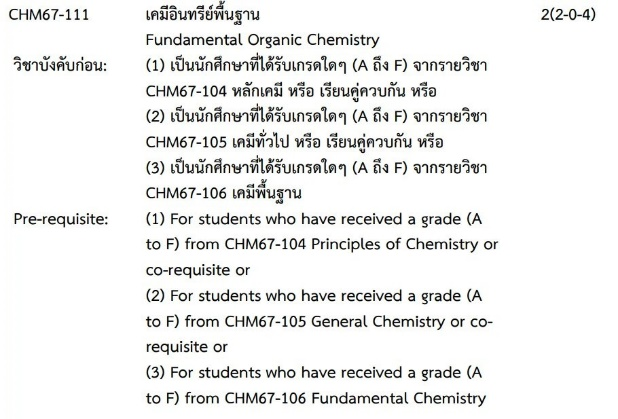 CHM67-111 เคมีอินทรีย์พื้นฐาน 2(2-0-4)
Fundamental Organic Chemistry
วิชาบังคับก่อน: (1) เป็นนักศึกษาที่ได้รับเกรดใดๆ (A ถึง F) จากรายวิชา
CHM67-104 หลักเคมี หรือ เรียนคู่ควบกัน หรือ
(2) เป็นนักศึกษาที่ได้รับเกรดใดๆ (A ถึง F) จากรายวิชา
CHM67-105 เคมีทั่วไป หรือ เรียนคู่ควบกัน หรือ
(3) เป็นนักศึกษาที่ได้รับเกรดใดๆ (A ถึง F) จากรายวิชา
CHM67-106 เคมีพื้นฐาน
Pre-requisite: (1) For students who have received a grade (A
to F) from CHM67-104 Principles of Chemistry or
co-requisite or
(2) For students who have received a grade (A
to F) from CHM67-105 General Chemistry or co-
requisite or
(3) For students who have received a grade (A
to F) from CHM67-106 Fundamental Chemistry